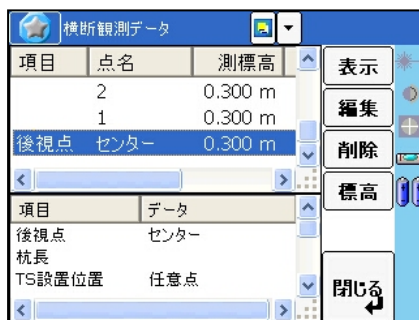 横断観測データ
項目 点名 測標高
2 0.300 m
1 0.300 m
後視点 センター 0.300 m
表示
編集
削除
標高
項目 データ
後視点 センター
杭長
TS設置位置 任意点
閉じる